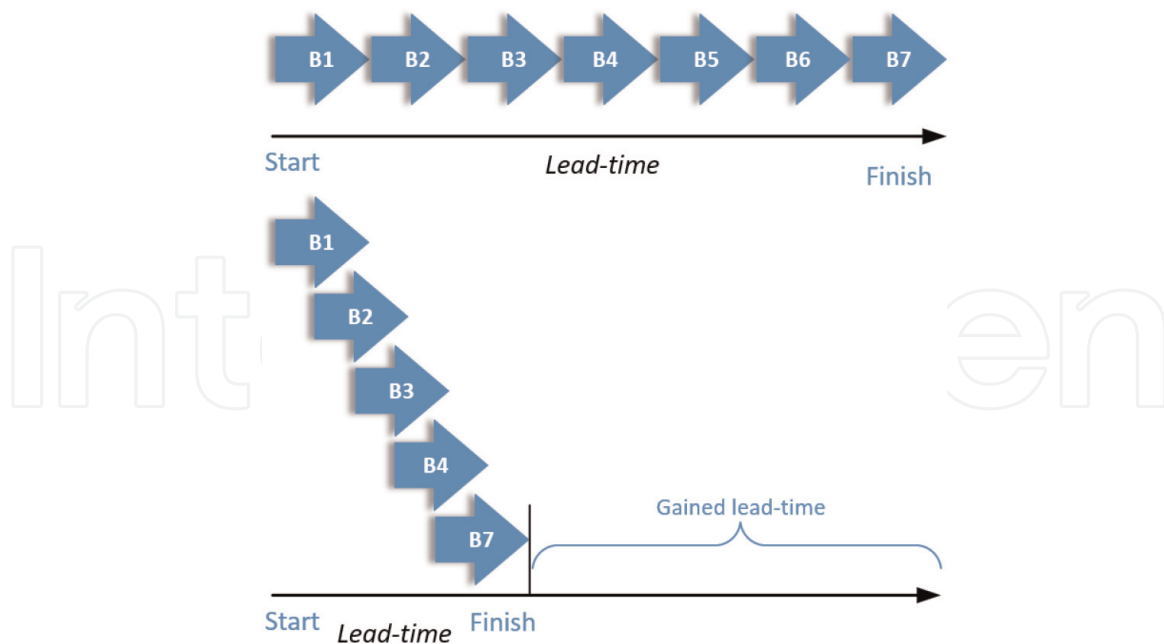 B1 B2 B3 B4 B5 B6 B7
Start Lead-time Finish
B1
B2
B3
B4
B7
Gained lead-time
Start Lead-time Finish